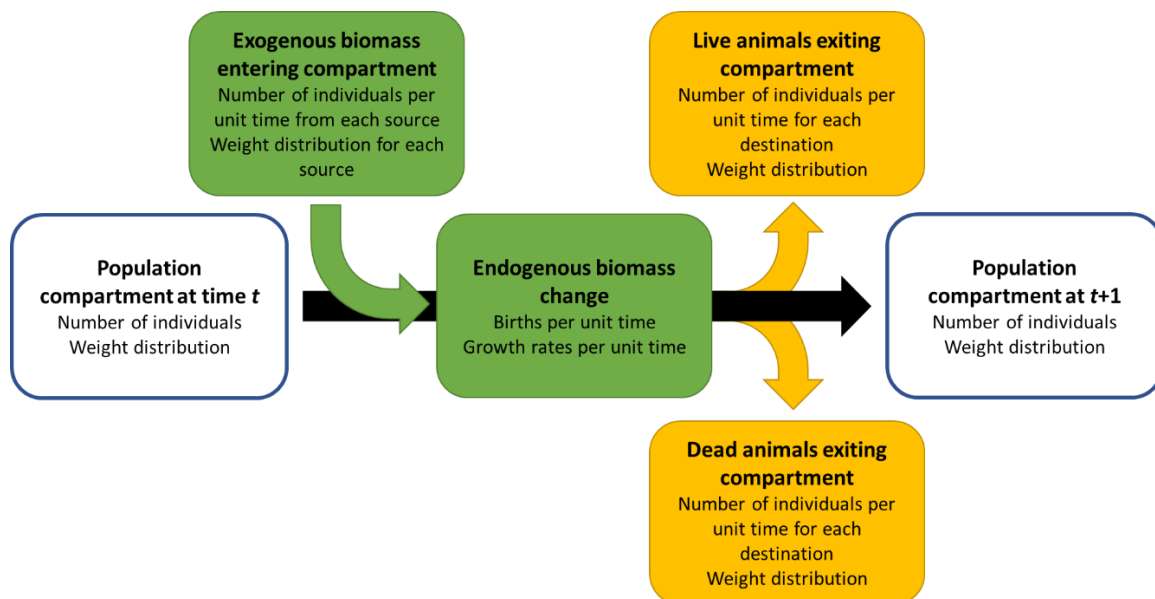 Exogenous biomass
entering compartment
Number of individuals per
unit time from each source
Weight distribution for each
source
Live animals exiting
compartment
Number of individuals per
unit time for each
destination
Weight distribution
Population
compartment at time t
Number of individuals
Weight distribution
Endogenous biomass
change
Births per unit time
Growth rates per unit time
Population
compartment at t+1
Number of individuals
Weight distribution
Dead animals exiting
compartment
Number of individuals per
unit time for each
destination
Weight distribution